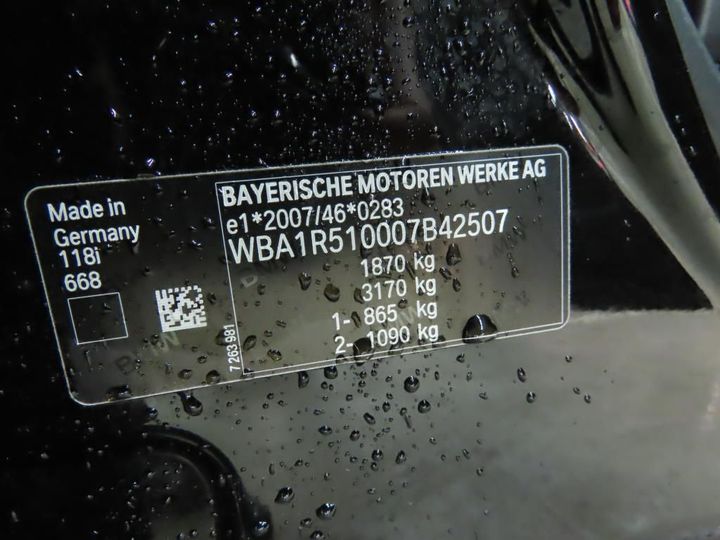 Made in
Germany
118i
668
BAYERISCHE MOTOREN WERKE AG
e1*2007/46*0283
WBA1R510007B42507
1870 kg
3170 kg
1- 865 kg
2- 1090 kg
7 263 981